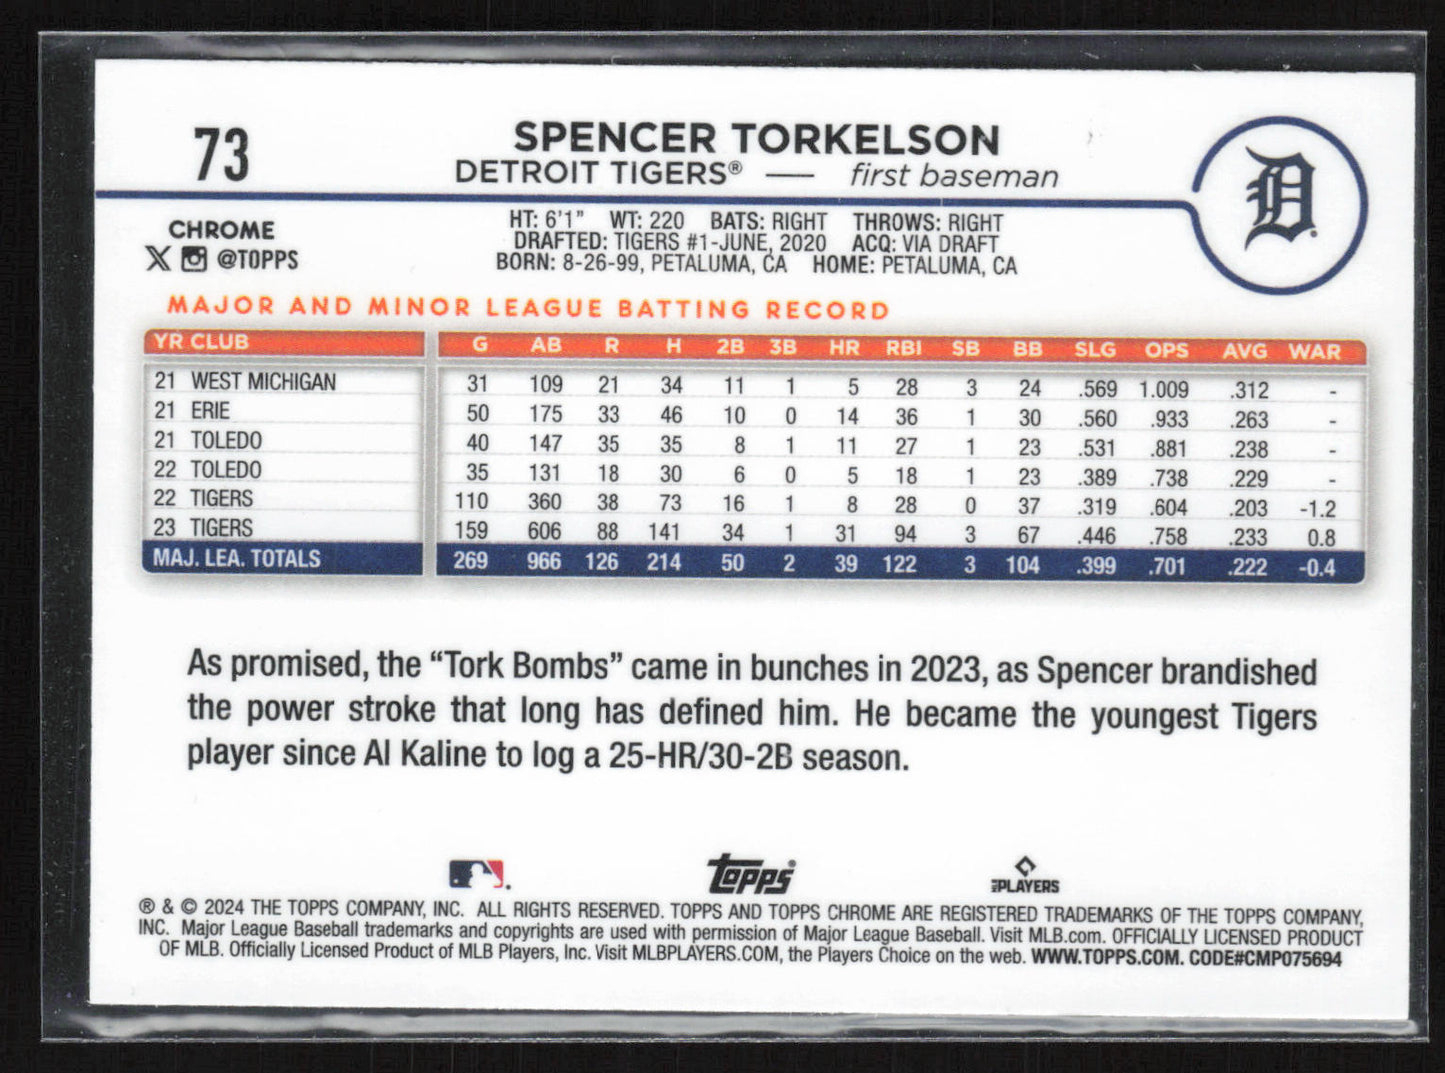 73
SPENCER TORKELSON
DETROIT TIGERS® — first baseman
D
CHROME
@TOPPS
HT: 6'1" WT: 220 BATS: RIGHT THROWS: RIGHT
DRAFTED: TIGERS #1-JUNE, 2020 ACQ: VIA DRAFT
BORN: 8-26-99, PETALUMA, CA HOME: PETALUMA, CA
MAJOR AND MINOR LEAGUE BATTING RECORD
YR CLUB G AB R H 2B 3B HR RBI SB BB SLG OPS AVG WAR
21 WEST MICHIGAN 31 109 21 34 11 1 5 28 3 24 .569 1.009 .312 -
21 ERIE 50 175 33 46 10 0 14 36 1 30 .560 .933 .263 -
21 TOLEDO 40 147 35 35 8 1 11 27 1 23 .531 .881 .238 -
22 TOLEDO 35 131 18 30 6 0 5 18 1 23 .389 .738 .229 -
22 TIGERS 110 360 38 73 16 1 8 28 0 37 .319 .604 .203 -1.2
23 TIGERS 159 606 88 141 34 1 31 94 3 67 .446 .758 .233 0.8
MAJ. LEA. TOTALS 269 966 126 214 50 2 39 122 3 104 .399 .701 .222 -0.4
As promised, the “Tork Bombs” came in bunches in 2023, as Spencer brandished
the power stroke that long has defined him. He became the youngest Tigers
player since Al Kaline to log a 25-HR/30-2B season.
topps®
MLB PLAYERS
® & © 2024 THE TOPPS COMPANY, INC. ALL RIGHTS RESERVED. TOPPS AND TOPPS CHROME ARE REGISTERED TRADEMARKS OF THE TOPPS COMPANY,
INC. Major League Baseball trademarks and copyrights are used with permission of Major League Baseball. Visit MLB.com. OFFICIALLY LICENSED PRODUCT
OF MLB. Officially Licensed Product of MLB Players, Inc. Visit MLBPLAYERS.COM, the Players Choice on the web. WWW.TOPPS.COM. CODE#CMP075694